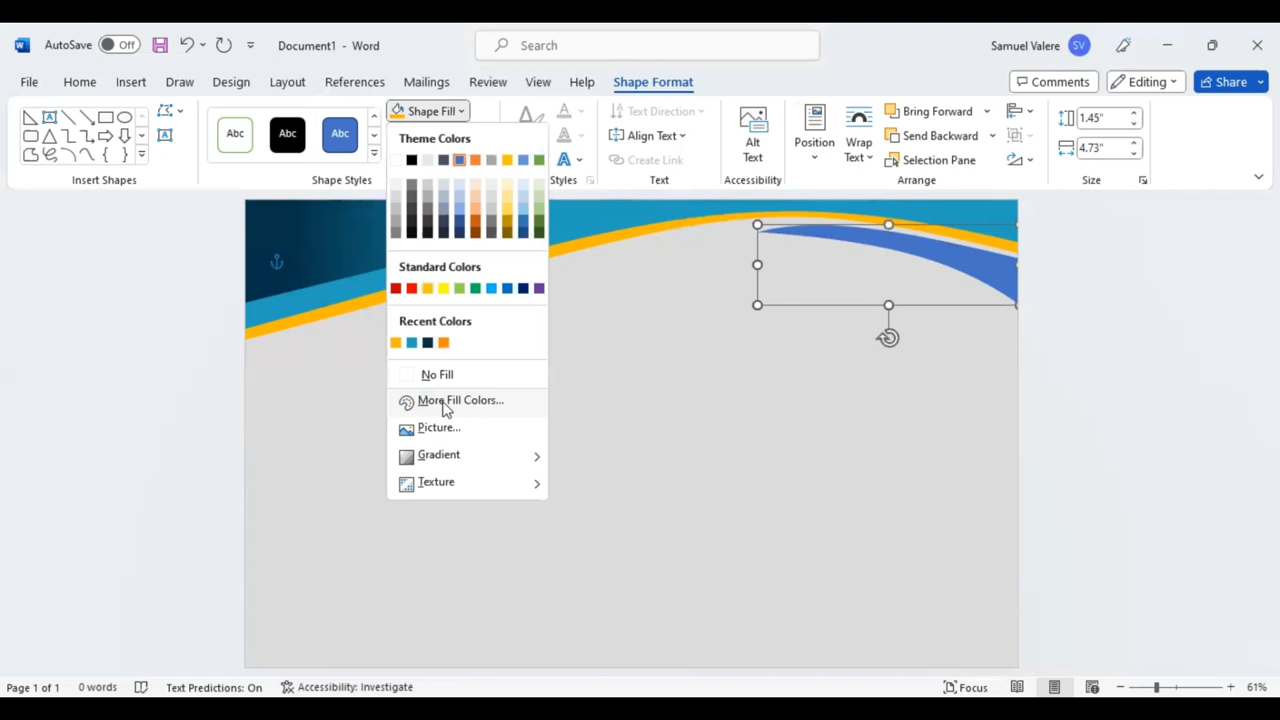 AutoSave Off Document1 - Word Search Samuel Valere SV
File Home Insert Draw Design Layout References Mailings Review View Help Shape Format Comments Editing Share
Abc Abc Abc Shape Fill Text Direction Bring Forward 1.45"
Align Text Alt Text Position Wrap Text Send Backward 4.73"
Create Link Selection Pane
Insert Shapes Shape Styles Styles Text Accessibility Arrange Size
Theme Colors
Standard Colors
Recent Colors
No Fill
More Fill Colors...
Picture...
Gradient
Texture
Page 1 of 1 0 words Text Predictions: On Accessibility: Investigate Focus 61%